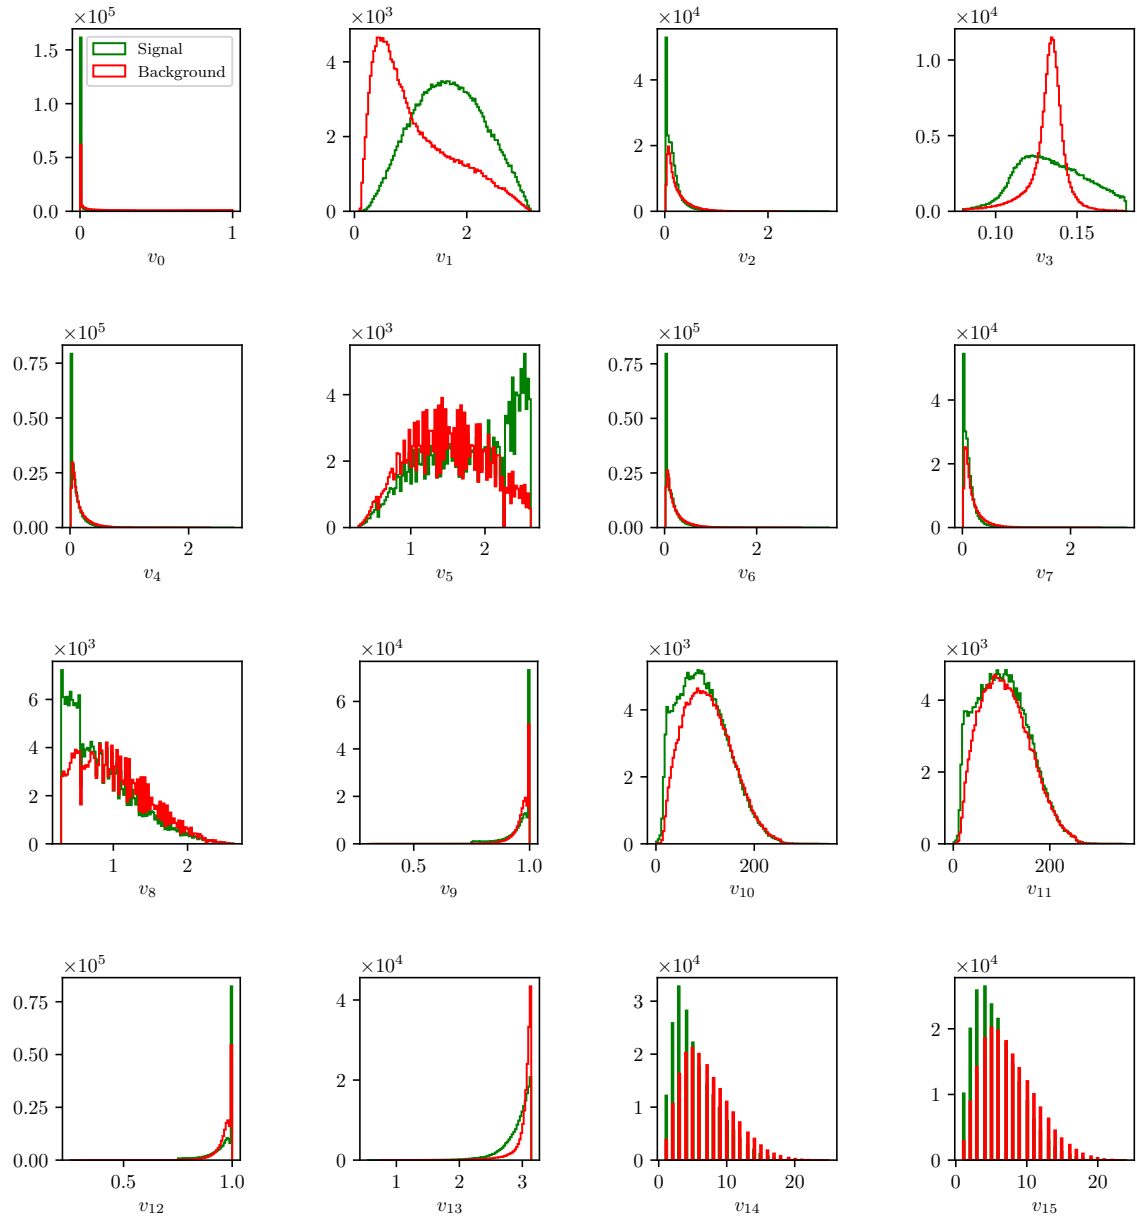 ×10^5 ×10^3 ×10^4 ×10^4
Signal
Background
0.0 0.5 1.0 1.5
0 1
v_0
0 2 4
0 2
v_1
0 2 4
0 2
v_2
0.0 0.5 1.0
0.10 0.15
v_3
×10^5 ×10^3 ×10^5 ×10^4
0.00 0.25 0.50 0.75
0 2
v_4
0 2 4
1 2
v_5
0.00 0.25 0.50 0.75
0 2
v_6
0 2 4
0 2
v_7
×10^3 ×10^4 ×10^3 ×10^3
0 2 4 6
1 2
v_8
0 2 4 6
0.5 1.0
v_9
0 2 4
0 200
v_10
0 2 4
0 200
v_11
×10^5 ×10^4 ×10^4 ×10^4
0.00 0.25 0.50 0.75
0.5 1.0
v_12
0 2 4
1 2 3
v_13
0 1 2 3
0 10 20
v_14
0 1 2
0 10 20
v_15